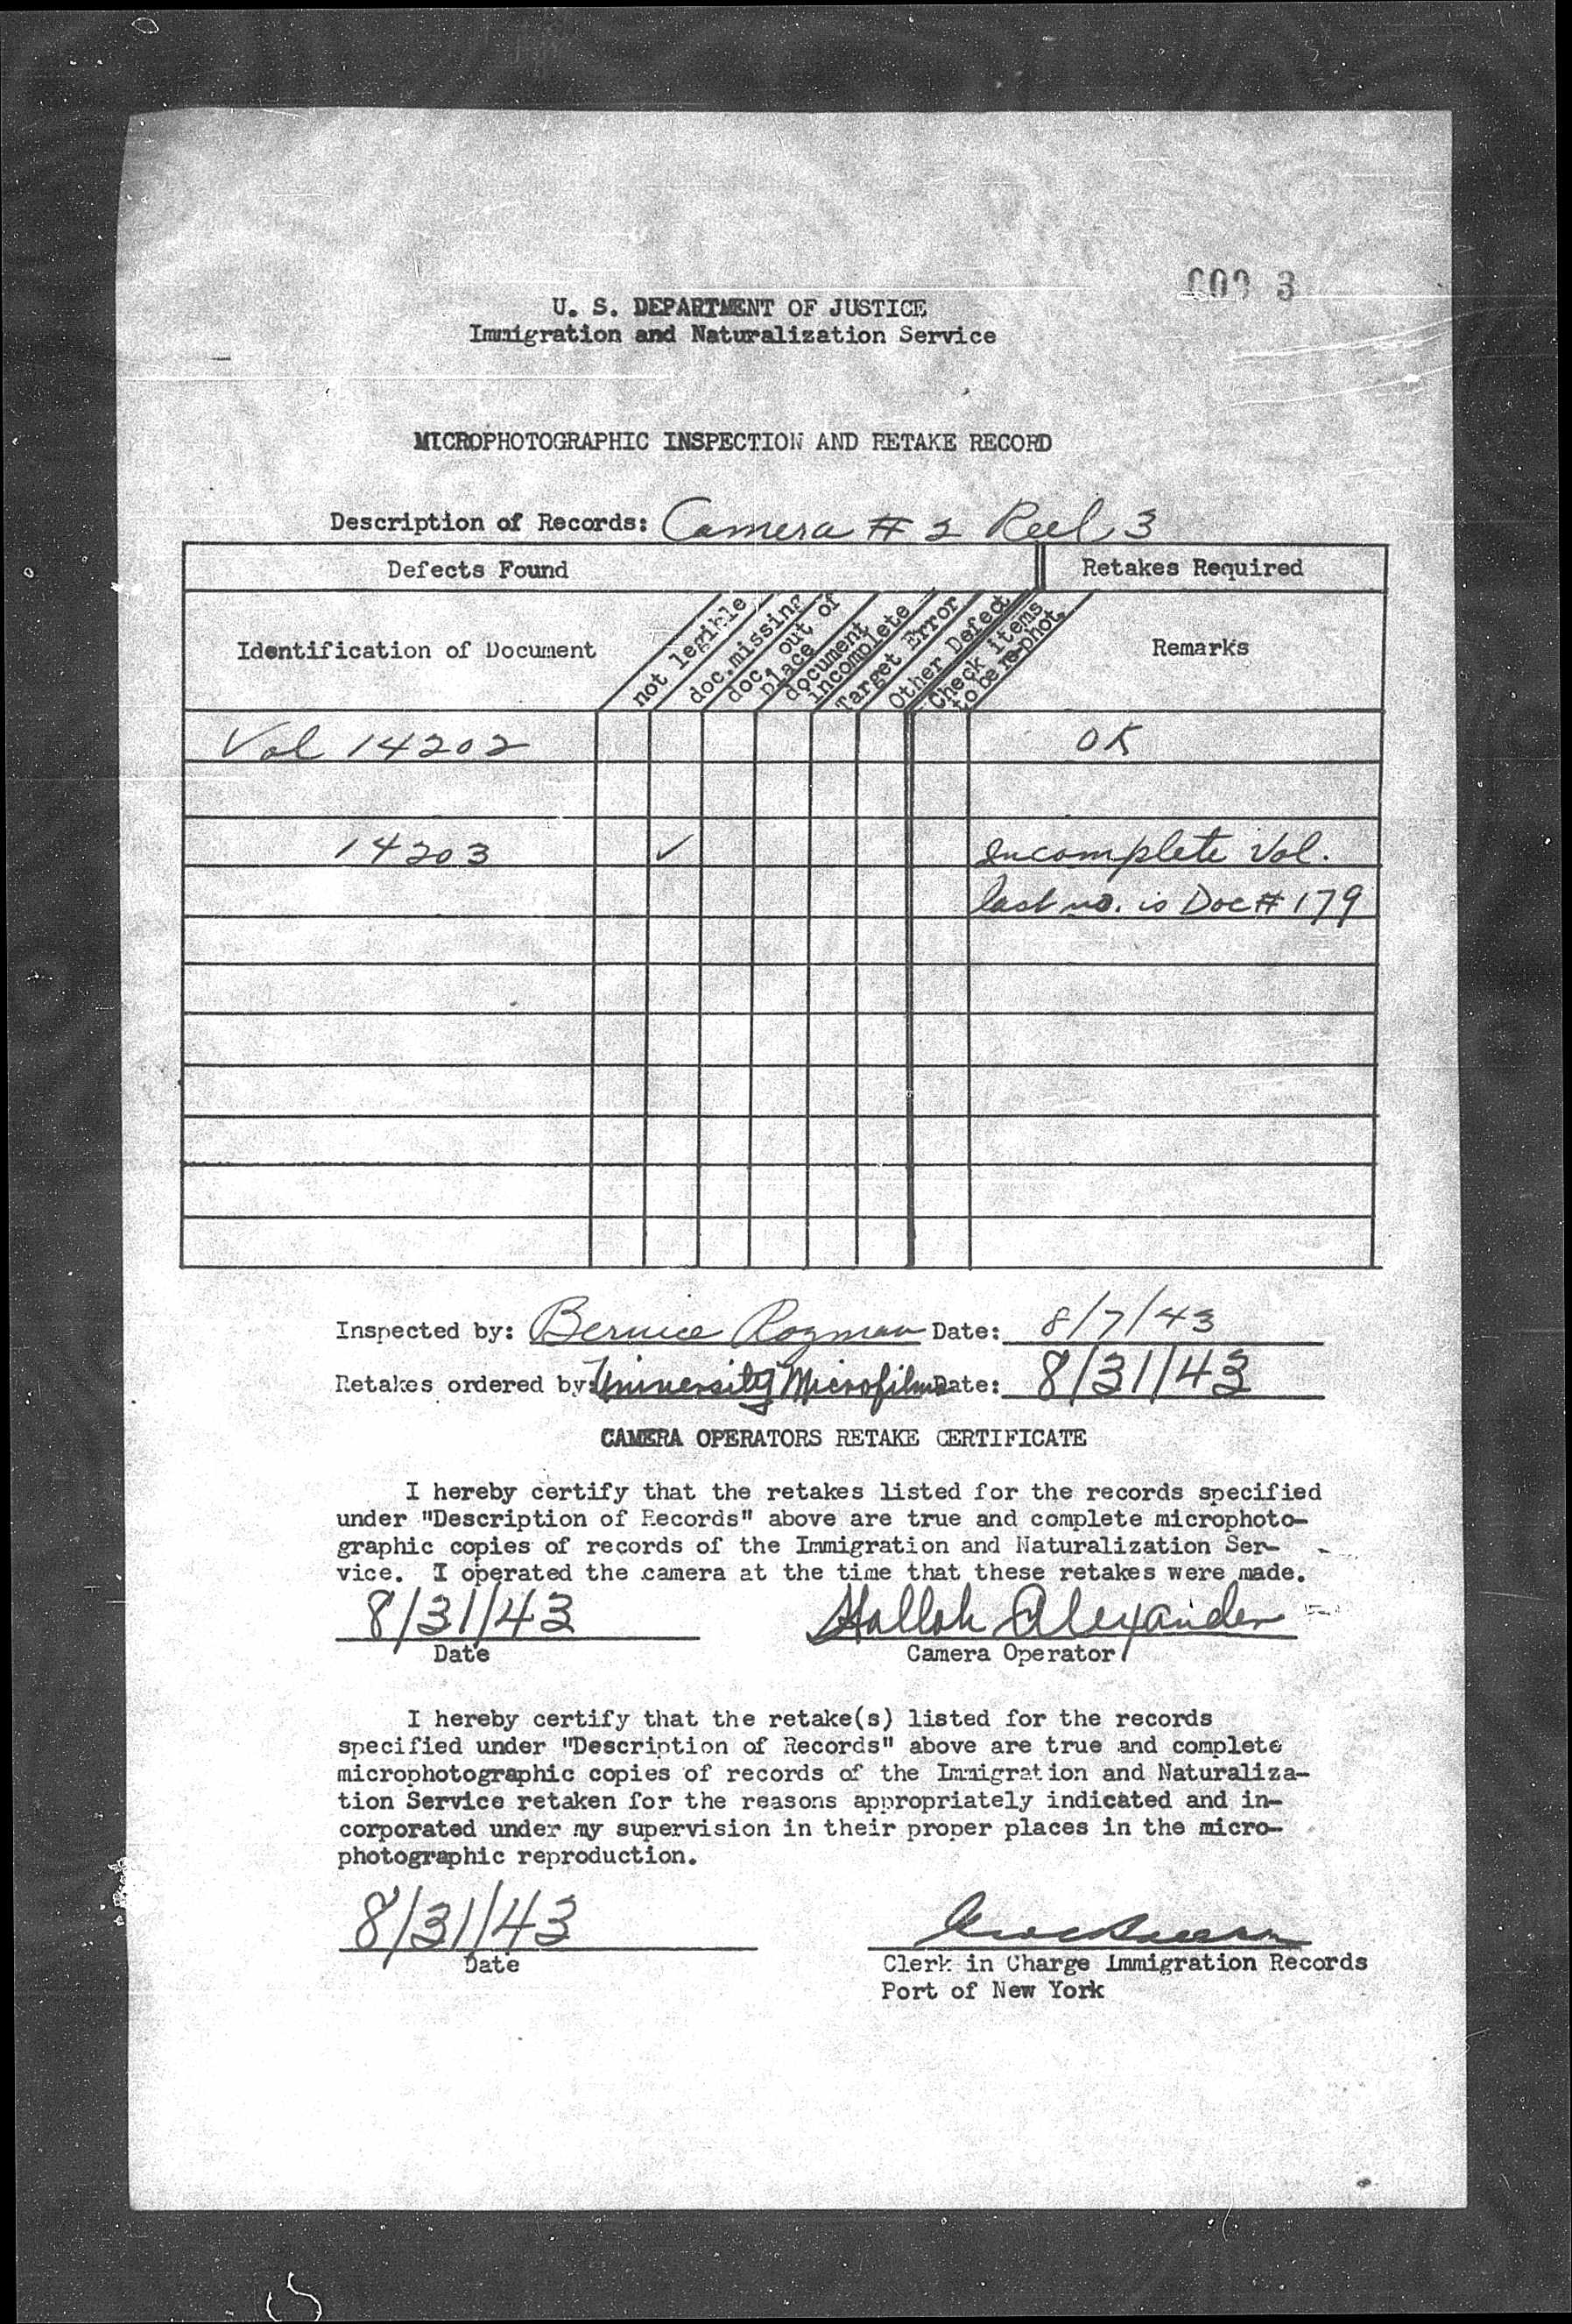 3
U. S. DEPARTMENT OF JUSTICE
Immigration and Naturalization Service
MICROPHOTOGRAPHIC INSPECTION AND RETAKE RECORD
Description of Records: Camera # 2 Reel 3
Defects Found
Retakes Required
Identification of Document
not legible
doc. missing
doc. out of
place
document
incomplete
Target Error
Other Defect
Check items
to be re-phot.
Remarks
Vol 14202 OK
14203 ✓ Incomplete Vol.
last no. is Doc # 179
Inspected by: Bernice Rozman Date: 8/7/43
Retakes ordered by: University Microfilms Date: 8/31/43
CAMERA OPERATORS RETAKE CERTIFICATE
I hereby certify that the retakes listed for the records specified
under "Description of Records" above are true and complete microphoto-
graphic copies of records of the Immigration and Naturalization Ser-
vice. I operated the camera at the time that these retakes were made.
8/31/43 Alexander
Date Camera Operator
I hereby certify that the retake(s) listed for the records
specified under "Description of Records" above are true and complete
microphotographic copies of records of the Immigration and Naturaliza-
tion Service retaken for the reasons appropriately indicated and in-
corporated under my supervision in their proper places in the micro-
photographic reproduction.
8/31/43
Date Clerk in Charge Immigration Records
Port of New York